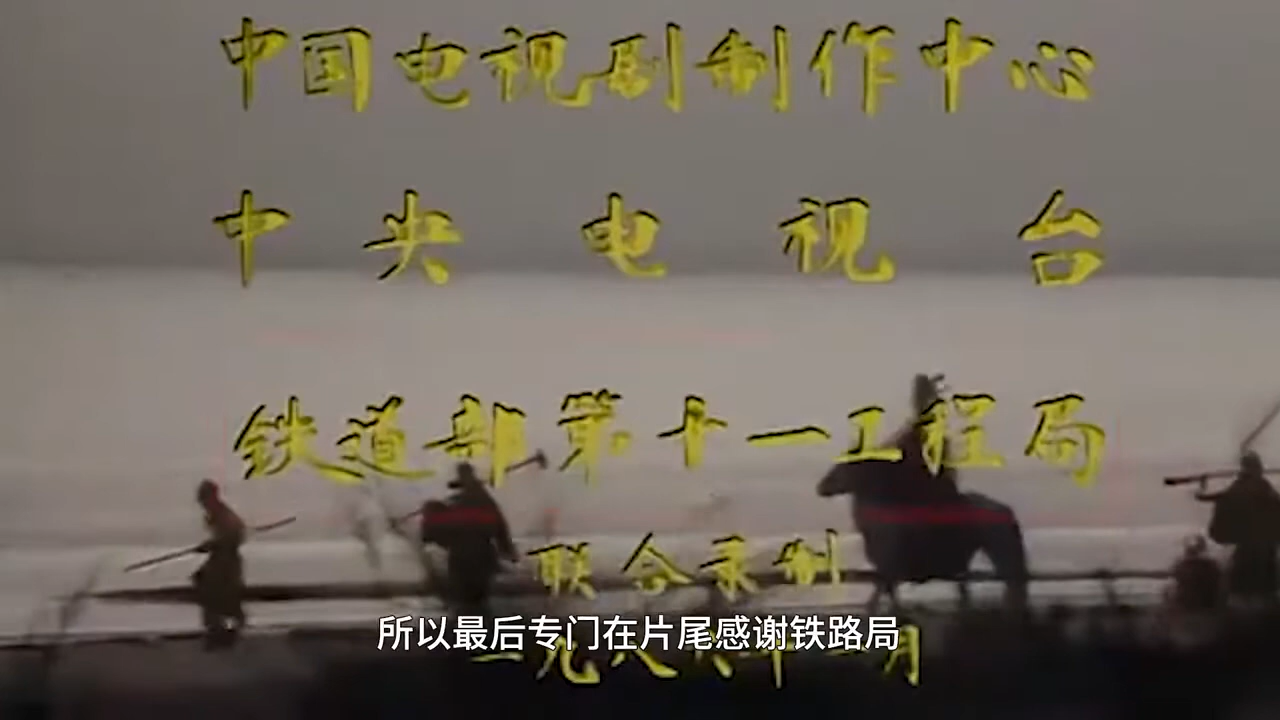 中国电视剧制作中心
中央电视台
铁道部第十一工程局
联合录制
所以最后专门在片尾感谢铁路局